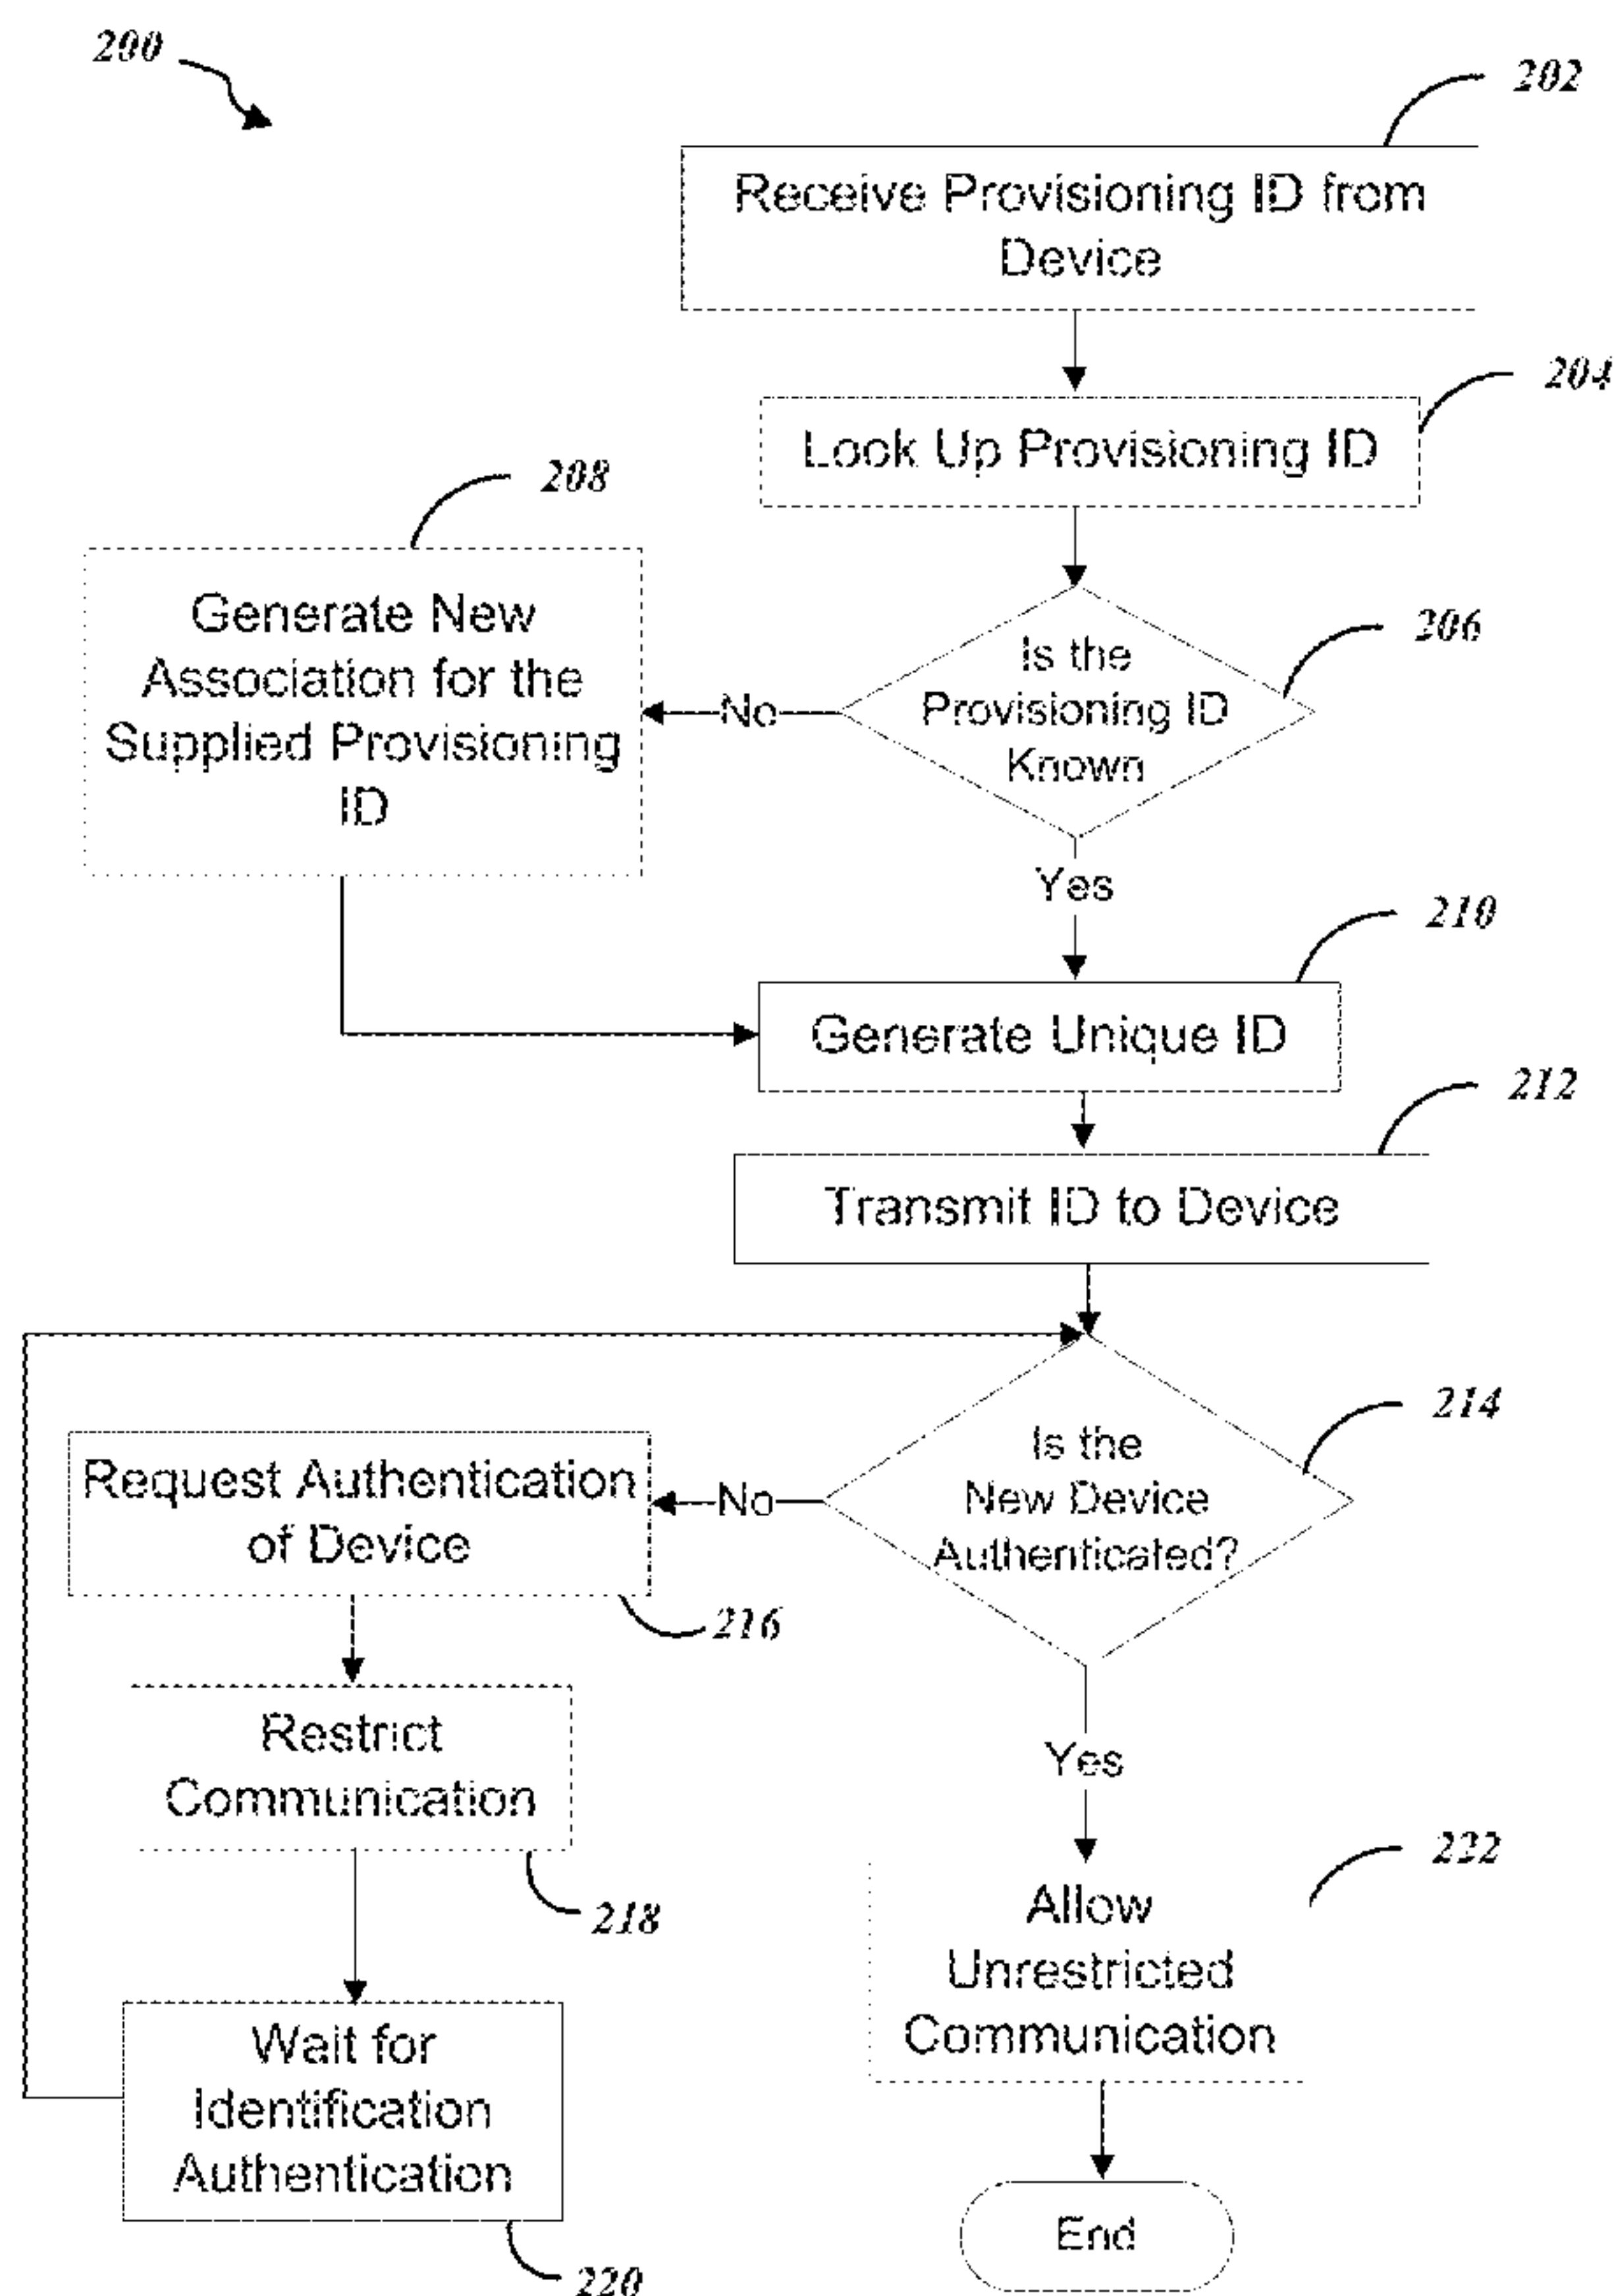 200
202
Receive Provisioning ID from
Device
204
Look Up Provisioning ID
208
Generate New
Association for the
Supplied Provisioning
ID
206
Is the
Provisioning ID
Known
No
Yes
210
Generate Unique ID
212
Transmit ID to Device
214
Is the
New Device
Authenticated?
No
Request Authentication
of Device
216
Restrict
Communication
218
Yes
222
Allow
Unrestricted
Communication
Wait for
Identification
Authentication
220
End